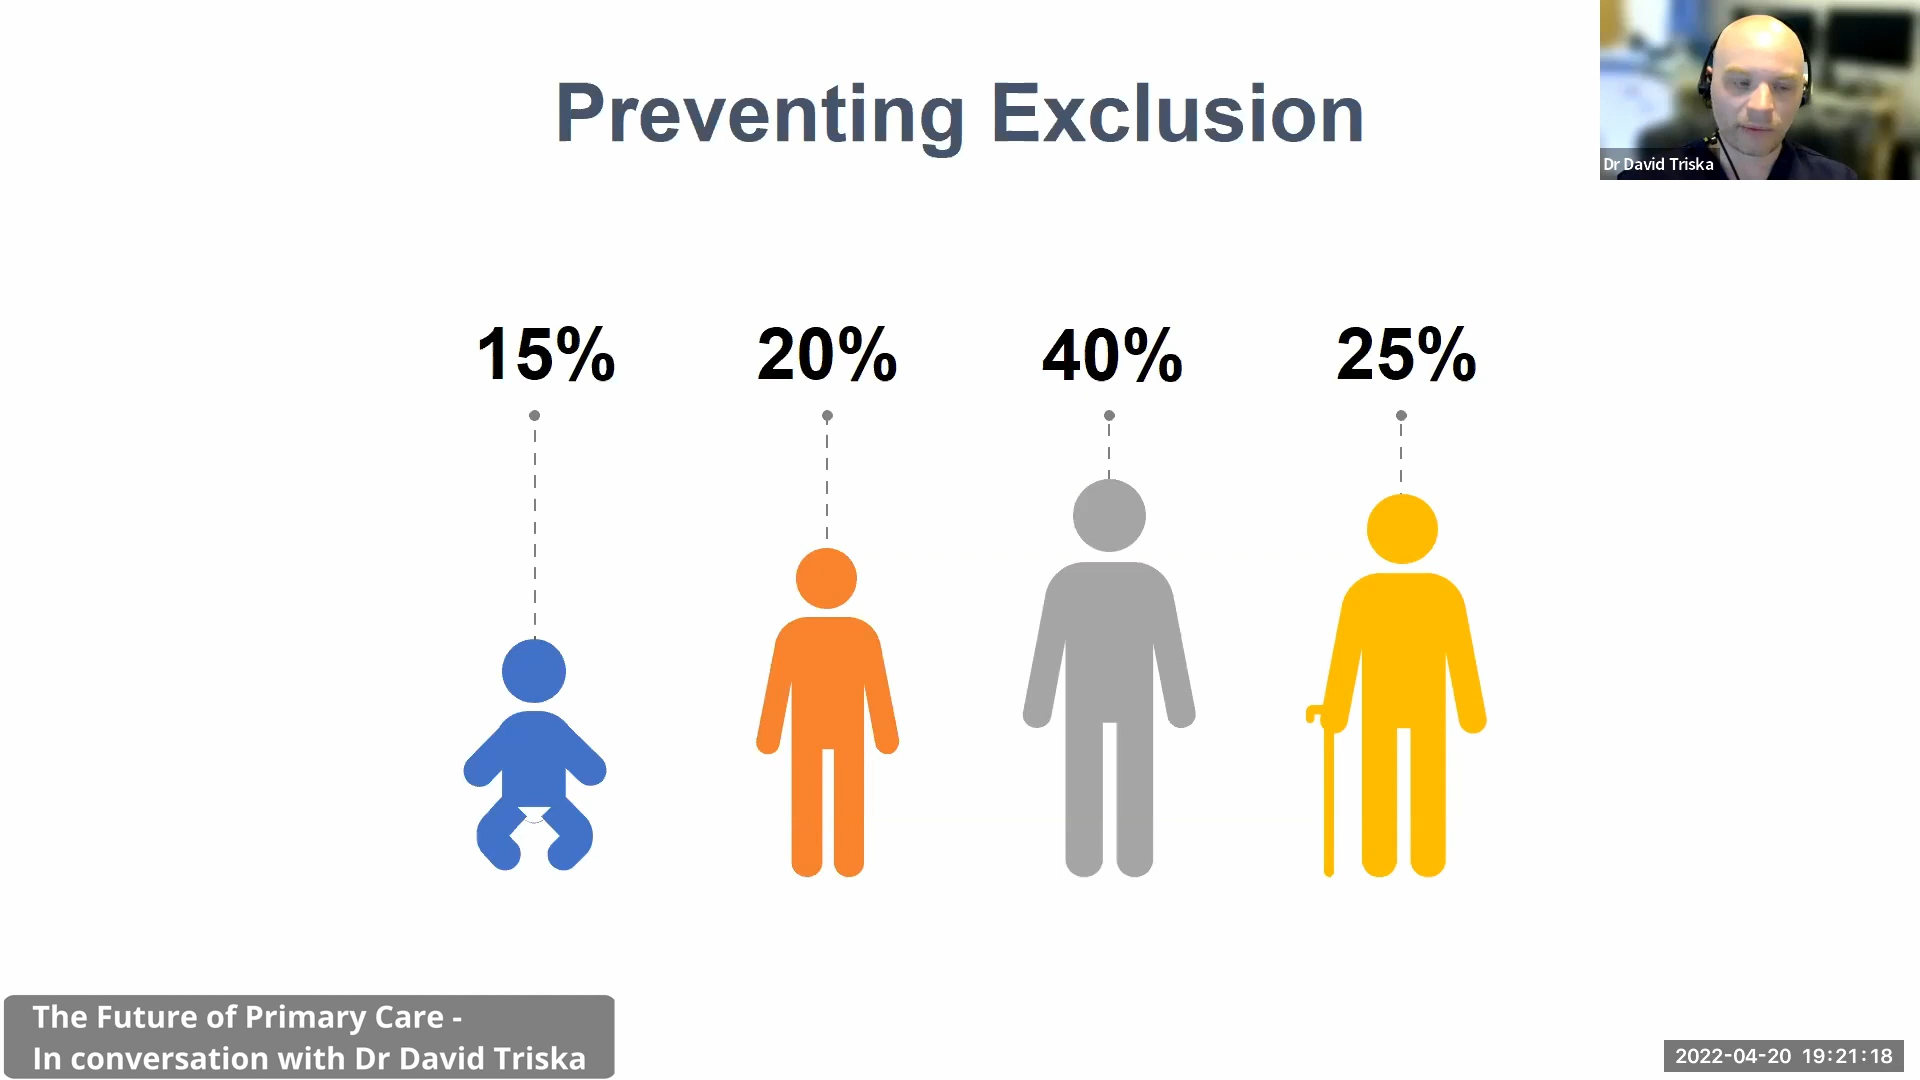 Preventing Exclusion
Dr David Triska
15%
20%
40%
25%
The Future of Primary Care -
In conversation with Dr David Triska
2022-04-20 19:21:18